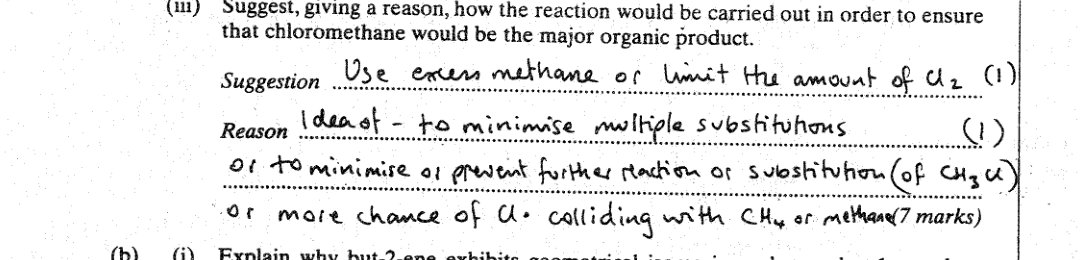 (iii) Suggest, giving a reason, how the reaction would be carried out in order to ensure
that chloromethane would be the major organic product.
Suggestion Use excess methane or limit the amount of Cl₂ (1)
Reason Idea of - to minimise multiple substitutions (1)
or to minimise or prevent further reaction or substitution (of CH₃Cl)
or more chance of Cl• colliding with CH₄ or methane (7 marks)
(b) (i) Explain why but-2-ene exhibits